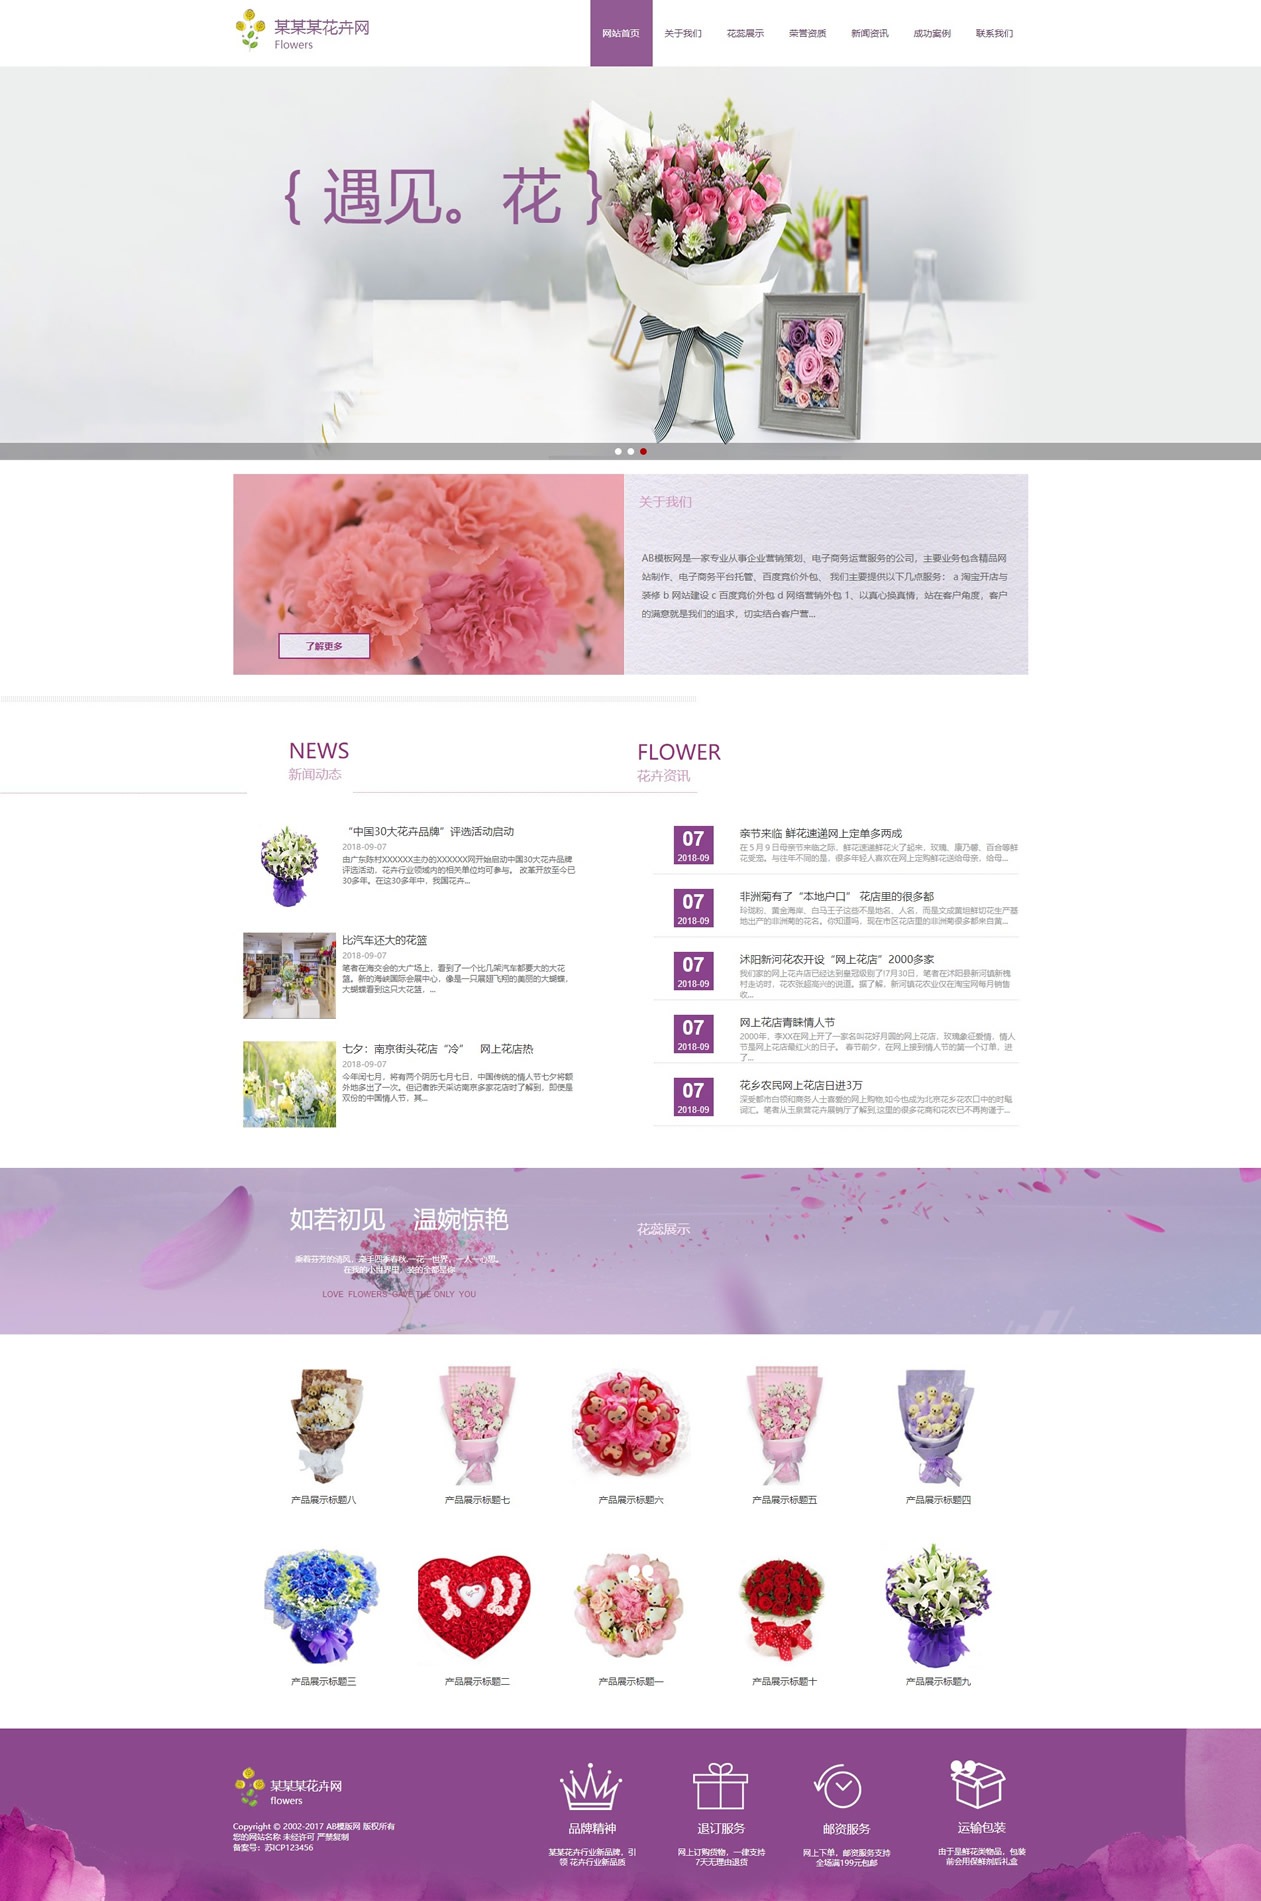 某某某花卉网
Flowers
网站首页 关于我们 花蕊展示 荣誉资质 新闻资讯 成功案例 联系我们
{ 遇见。花 }
关于我们
AB模板网是一家专业从事企业营销策划、电子商务运营服务的公司，主要业务包含精品网
站制作、电子商务平台托管、百度竞价外包、 我们主要提供以下几点服务： a 淘宝开店与
装修 b 网站建设 c 百度竞价外包 d 网络营销外包 1、以真心换真情，站在客户角度，客户
的满意就是我们的追求，切实结合客户营...
了解更多
NEWS
新闻动态
“中国30大花卉品牌”评选活动启动
2018-09-07
由广东陈村XXXXXX主办的XXXXXX网开始启动中国30大花卉品牌
评选活动，花卉行业领域内的相关单位均可参与。 改革开放至今已
30多年。在这30多年中，我国花卉...
比汽车还大的花篮
2018-09-07
笔者在海交会的大广场上，看到了一个比几架汽车都要大的大花
篮。新的海峡国际会展中心，像是一只展翅飞翔的美丽的大蝴蝶，
大蝴蝶看到这只大花篮，...
七夕：南京街头花店“冷” 网上花店热
2018-09-07
今年闰七月，将有两个阴历七月七日，中国传统的情人节七夕将额
外地多出了一次。但记者昨天采访南京多家花店时了解到，即便是
双份的中国情人节，其...
FLOWER
花卉资讯
07
2018-09
亲节来临 鲜花速递网上定单多两成
在５月９日母亲节来临之际，鲜花速递鲜花火了起来，玫瑰、康乃馨、百合等鲜
花受宠。与往年不同的是，很多年轻人喜欢在网上定购鲜花送给母亲，给母...
07
2018-09
非洲菊有了“本地户口” 花店里的很多都
玲珑粉、黄金海岸、白马王子这些不是地名、人名，而是文成黄坦鲜切花生产基
地出产的非洲菊的花名。你知道吗，现在市区花店里的非洲菊很多都来自黄...
07
2018-09
沭阳新河花农开设“网上花店”2000多家
我们家的网上花卉店已经达到皇冠级别了!7月30日，笔者在沭阳县新河镇新槐
村走访时，花农张超高兴的说道。据了解，新河镇花农业仅在淘宝网每月销售
收...
07
2018-09
网上花店青睐情人节
2000年，李XX在网上开了一家名叫花好月圆的网上花店，玫瑰象征爱情，情人
节是网上花店最红火的日子。 春节前夕，在网上接到情人节的第一个订单，进
了...
07
2018-09
花乡农民网上花店日进3万
深受都市白领和商务人士喜爱的网上购物,如今也成为北京花乡花农口中的时髦
词汇。笔者从玉泉营花卉展销厅了解到,这里的很多花商和花农已不再拘谨于...
如若初见 温婉惊艳
乘着芬芳的清风，牵手四季春秋.一花一世界，一人一心愿。
在我的小世界里，装的全都是你
LOVE FLOWERS GAVE THE ONLY YOU
花蕊展示
产品展示标题八 产品展示标题七 产品展示标题六 产品展示标题五 产品展示标题四
产品展示标题三 产品展示标题二 产品展示标题一 产品展示标题十 产品展示标题九
某某某花卉网
flowers
Copyright © 2002-2017 AB模版网 版权所有
您的网站名称 未经许可 严禁复制
备案号：苏ICP123456
品牌精神
某某花卉行业新品牌，引
领 花卉行业新品质
退订服务
网上订购货物，一律支持
7天无理由退货
邮资服务
网上下单，邮资服务支持
全场满199元包邮
运输包装
由于是鲜花类物品，包装
前会用保鲜剂后礼盒